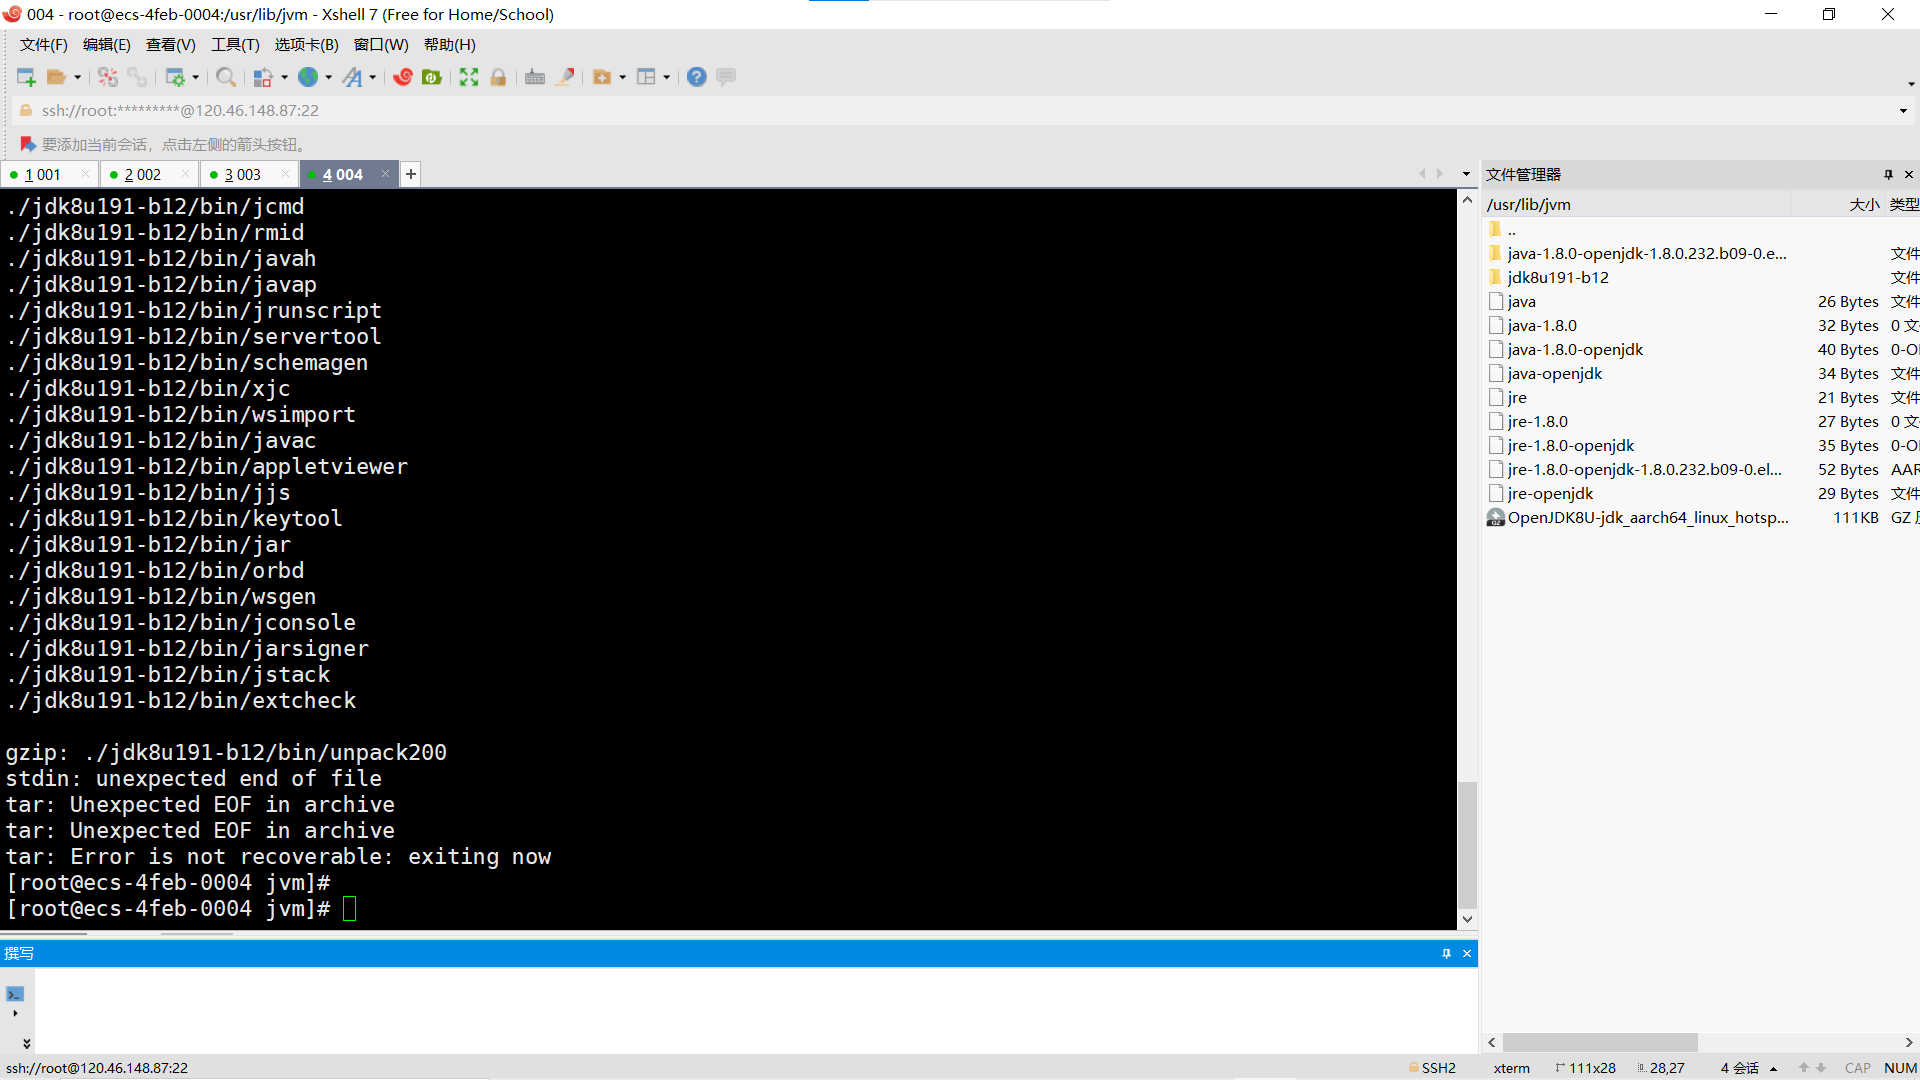 004 - root@ecs-4feb-0004:/usr/lib/jvm - Xshell 7 (Free for Home/School)
文件(F) 编辑(E) 查看(V) 工具(T) 选项卡(B) 窗口(W) 帮助(H)
ssh://root:*********@120.46.148.87:22
要添加当前会话，点击左侧的箭头按钮。
1 001
2 002
3 003
4 004
./jdk8u191-b12/bin/jcmd
./jdk8u191-b12/bin/rmid
./jdk8u191-b12/bin/javah
./jdk8u191-b12/bin/javap
./jdk8u191-b12/bin/jrunscript
./jdk8u191-b12/bin/servertool
./jdk8u191-b12/bin/schemagen
./jdk8u191-b12/bin/xjc
./jdk8u191-b12/bin/wsimport
./jdk8u191-b12/bin/javac
./jdk8u191-b12/bin/appletviewer
./jdk8u191-b12/bin/jjs
./jdk8u191-b12/bin/keytool
./jdk8u191-b12/bin/jar
./jdk8u191-b12/bin/orbd
./jdk8u191-b12/bin/wsgen
./jdk8u191-b12/bin/jconsole
./jdk8u191-b12/bin/jarsigner
./jdk8u191-b12/bin/jstack
./jdk8u191-b12/bin/extcheck
gzip: ./jdk8u191-b12/bin/unpack200
stdin: unexpected end of file
tar: Unexpected EOF in archive
tar: Unexpected EOF in archive
tar: Error is not recoverable: exiting now
[root@ecs-4feb-0004 jvm]#
[root@ecs-4feb-0004 jvm]#
文件管理器
/usr/lib/jvm 大小 类型
..
java-1.8.0-openjdk-1.8.0.232.b09-0.e... 文件
jdk8u191-b12 文件
java 26 Bytes 文件
java-1.8.0 32 Bytes 0 文
java-1.8.0-openjdk 40 Bytes 0-O
java-openjdk 34 Bytes 文件
jre 21 Bytes 文件
jre-1.8.0 27 Bytes 0 文
jre-1.8.0-openjdk 35 Bytes 0-O
jre-1.8.0-openjdk-1.8.0.232.b09-0.el... 52 Bytes AAR
jre-openjdk 29 Bytes 文件
OpenJDK8U-jdk_aarch64_linux_hotsp... 111KB GZ
撰写
ssh://root@120.46.148.87:22 SSH2 xterm 111x28 28,27 4 会话 CAP NUM